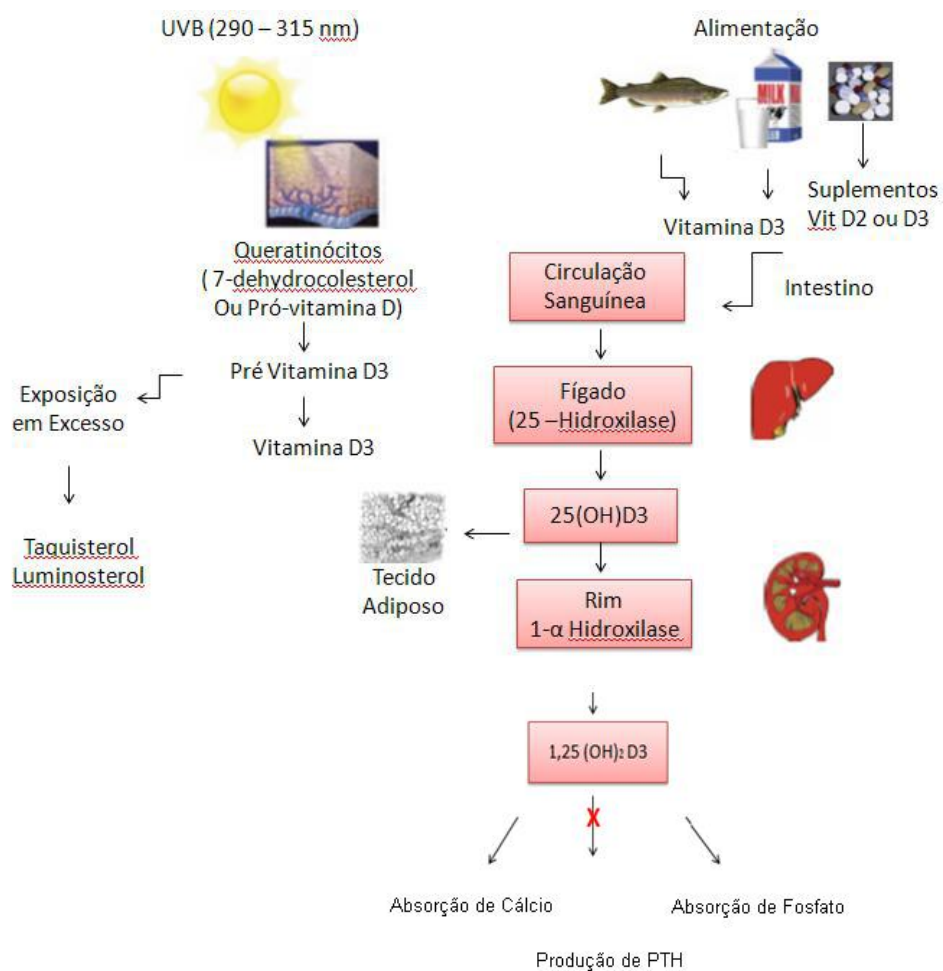 UVB (290 – 315 nm)
Alimentação
MILK
Queratinócitos
( 7-dehydrocolesterol
Ou Pró-vitamina D)
Pré Vitamina D3
Vitamina D3
Exposição
em Excesso
Taquisterol
Luminosterol
Vitamina D3
Suplementos
Vit D2 ou D3
Intestino
Circulação
Sanguínea
Fígado
(25 –Hidroxilase)
25(OH)D3
Tecido
Adiposo
Rim
1-α Hidroxilase
1,25 (OH)2 D3
X
Absorção de Cálcio
Absorção de Fosfato
Produção de PTH